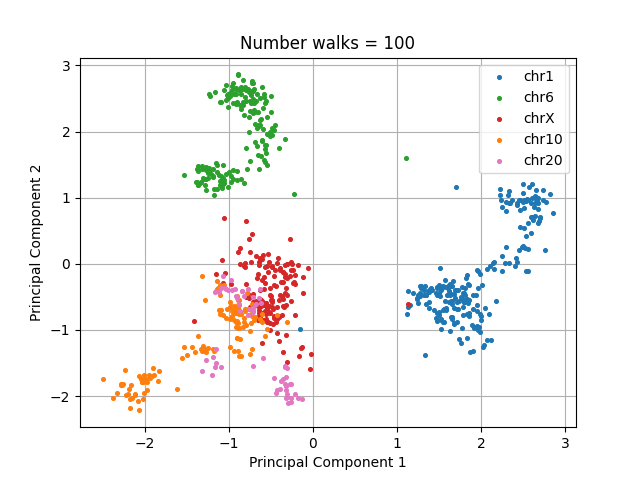 Number walks = 100
chr1
chr6
chrX
chr10
chr20
3
2
1
0
−1
−2
Principal Component 2
−2
−1
0
1
2
3
Principal Component 1